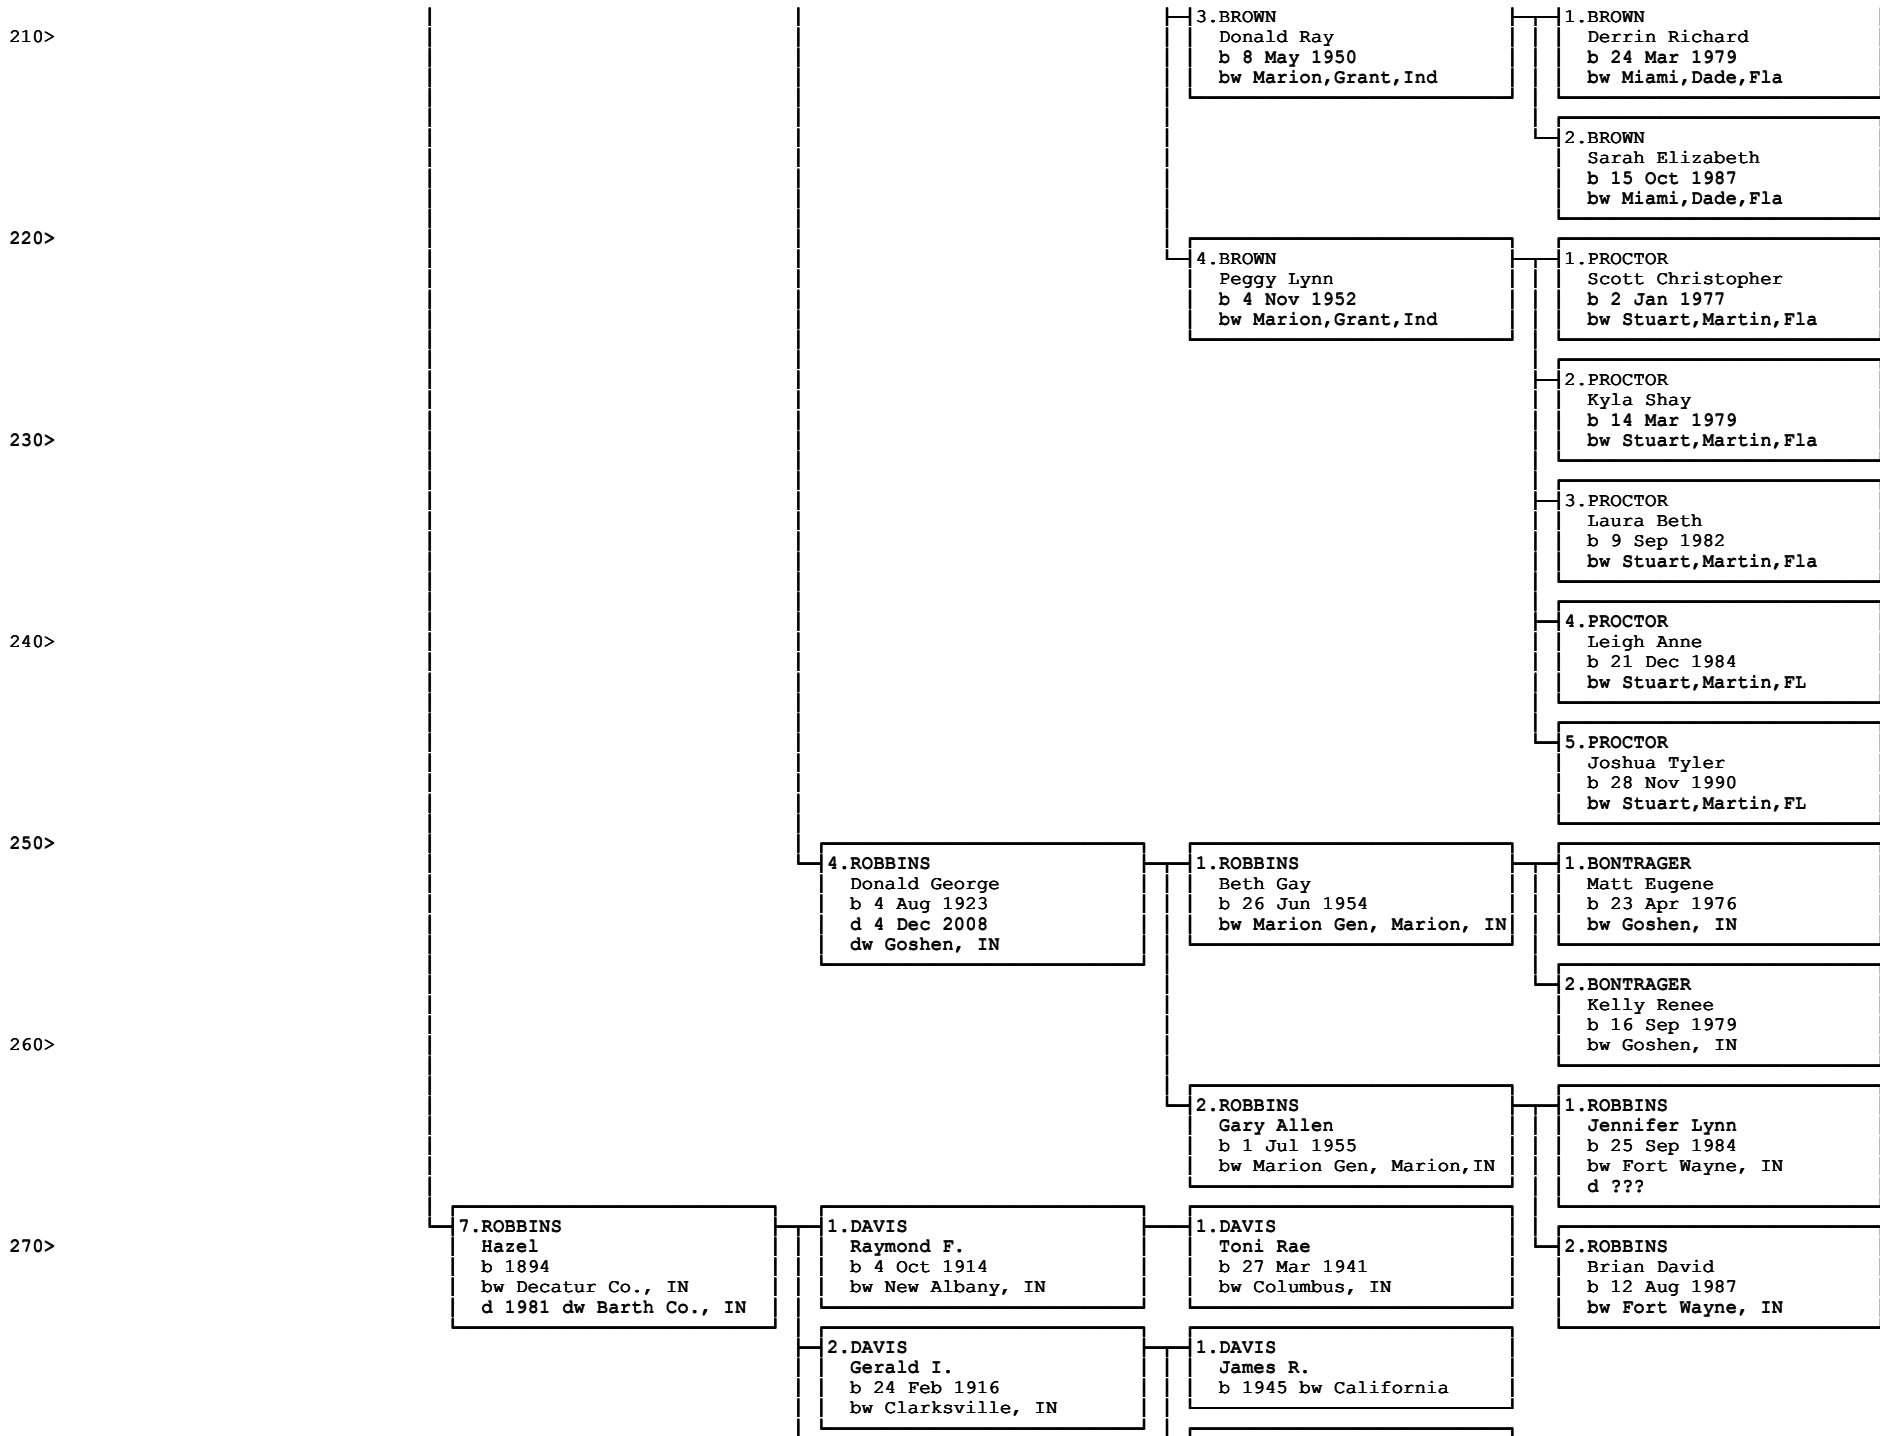 3.BROWN
1.BROWN
210>
Donald Ray
Derrin Richard
b 8 May 1950
b 24 Mar 1979
bw Marion,Grant,Ind
bw Miami,Dade,Fla
2.BROWN
Sarah Elizabeth
b 15 Oct 1987
bw Miami,Dade,Fla
220>
4.BROWN
1.PROCTOR
Peggy Lynn
Scott Christopher
b 4 Nov 1952
b 2 Jan 1977
bw Marion,Grant,Ind
bw Stuart,Martin,Fla
2.PROCTOR
Kyla Shay
b 14 Mar 1979
230>
bw Stuart,Martin,Fla
3.PROCTOR
Laura Beth
b 9 Sep 1982
bw Stuart,Martin,Fla
4.PROCTOR
240>
Leigh Anne
b 21 Dec 1984
bw Stuart,Martin,FL
5.PROCTOR
Joshua Tyler
b 28 Nov 1990
bw Stuart,Martin,FL
250>
4.ROBBINS
1.ROBBINS
1.BONTRAGER
Donald George
Beth Gay
Matt Eugene
b 4 Aug 1923
b 26 Jun 1954
b 23 Apr 1976
d 4 Dec 2008
bw Marion Gen, Marion, IN
bw Goshen, IN
dw Goshen, IN
2.BONTRAGER
Kelly Renee
b 16 Sep 1979
260>
bw Goshen, IN
2.ROBBINS
1.ROBBINS
Gary Allen
Jennifer Lynn
b 1 Jul 1955
b 25 Sep 1984
bw Marion Gen, Marion,IN
bw Fort Wayne, IN
d ???
7.ROBBINS
1.DAVIS
1.DAVIS
270>
Hazel
Raymond F.
Toni Rae
2.ROBBINS
b 1894
b 4 Oct 1914
b 27 Mar 1941
Brian David
bw Decatur Co., IN
bw New Albany, IN
bw Columbus, IN
b 12 Aug 1987
d 1981 dw Barth Co., IN
bw Fort Wayne, IN
2.DAVIS
1.DAVIS
Gerald I.
James R.
b 24 Feb 1916
b 1945 bw California
bw Clarksville, IN